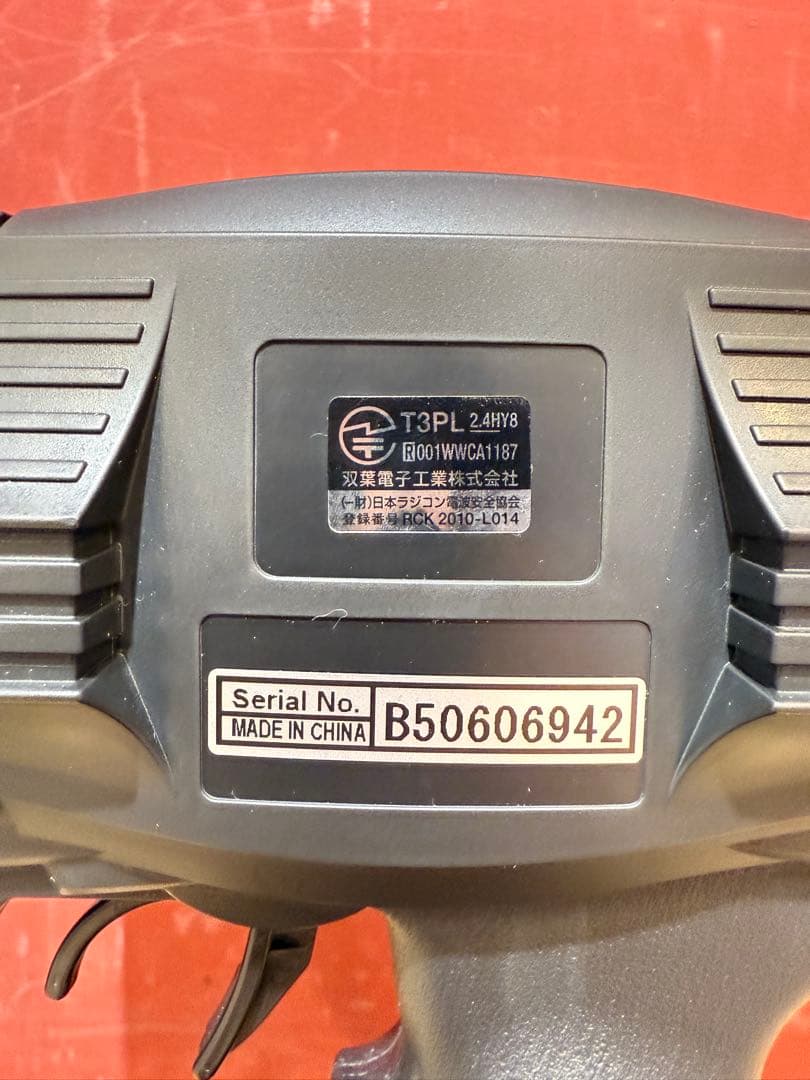 T3PL 2.4HY8
R 001WWCA1187
双葉電子工業株式会社
(一財)日本ラジコン電波安全協会
登録番号 RCK 2010-L014
Serial No.
MADE IN CHINA
B50606942